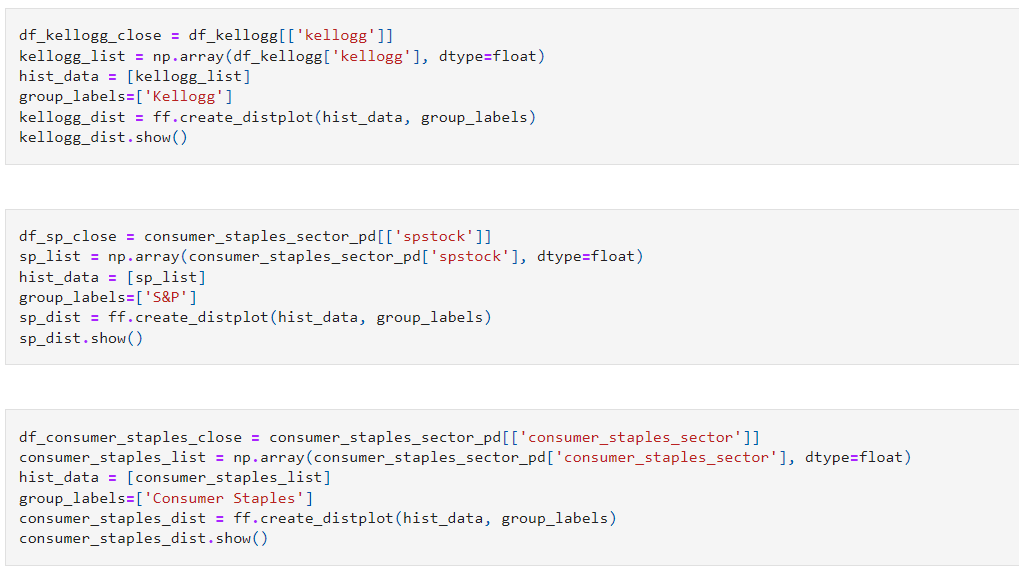 df_kellogg_close = df_kellogg[['kellogg']]
kellogg_list = np.array(df_kellogg['kellogg'], dtype=float)
hist_data = [kellogg_list]
group_labels=['Kellogg']
kellogg_dist = ff.create_distplot(hist_data, group_labels)
kellogg_dist.show()
df_sp_close = consumer_staples_sector_pd[['spstock']]
sp_list = np.array(consumer_staples_sector_pd['spstock'], dtype=float)
hist_data = [sp_list]
group_labels=['S&P']
sp_dist = ff.create_distplot(hist_data, group_labels)
sp_dist.show()
df_consumer_staples_close = consumer_staples_sector_pd[['consumer_staples_sector']]
consumer_staples_list = np.array(consumer_staples_sector_pd['consumer_staples_sector'], dtype=float)
hist_data = [consumer_staples_list]
group_labels=['Consumer Staples']
consumer_staples_dist = ff.create_distplot(hist_data, group_labels)
consumer_staples_dist.show()